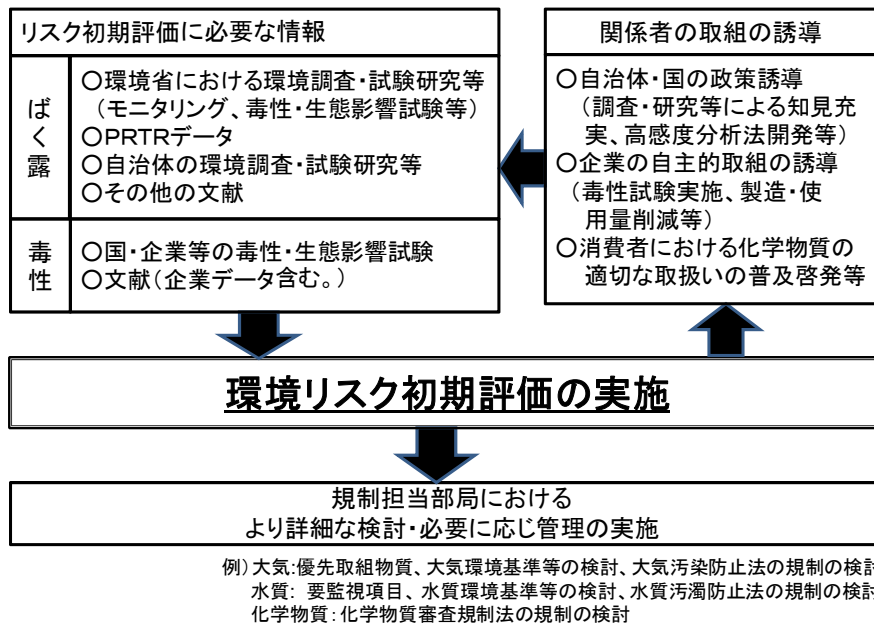 リスク初期評価に必要な情報
ばく露
○環境省における環境調査・試験研究等
（モニタリング、毒性・生態影響試験等）
○PRTRデータ
○自治体の環境調査・試験研究等
○その他の文献
毒性
○国・企業等の毒性・生態影響試験
○文献（企業データ含む。）
関係者の取組の誘導
○自治体・国の政策誘導
（調査・研究等による知見充
実、高感度分析法開発等）
○企業の自主的取組の誘導
（毒性試験実施、製造・使
用量削減等）
○消費者における化学物質の
適切な取扱いの普及啓発等
環境リスク初期評価の実施
規制担当部局における
より詳細な検討・必要に応じ管理の実施
例）大気：優先取組物質、大気環境基準等の検討、大気汚染防止法の規制の検討
水質： 要監視項目、水質環境基準等の検討、水質汚濁防止法の規制の検討
化学物質：化学物質審査規制法の規制の検討